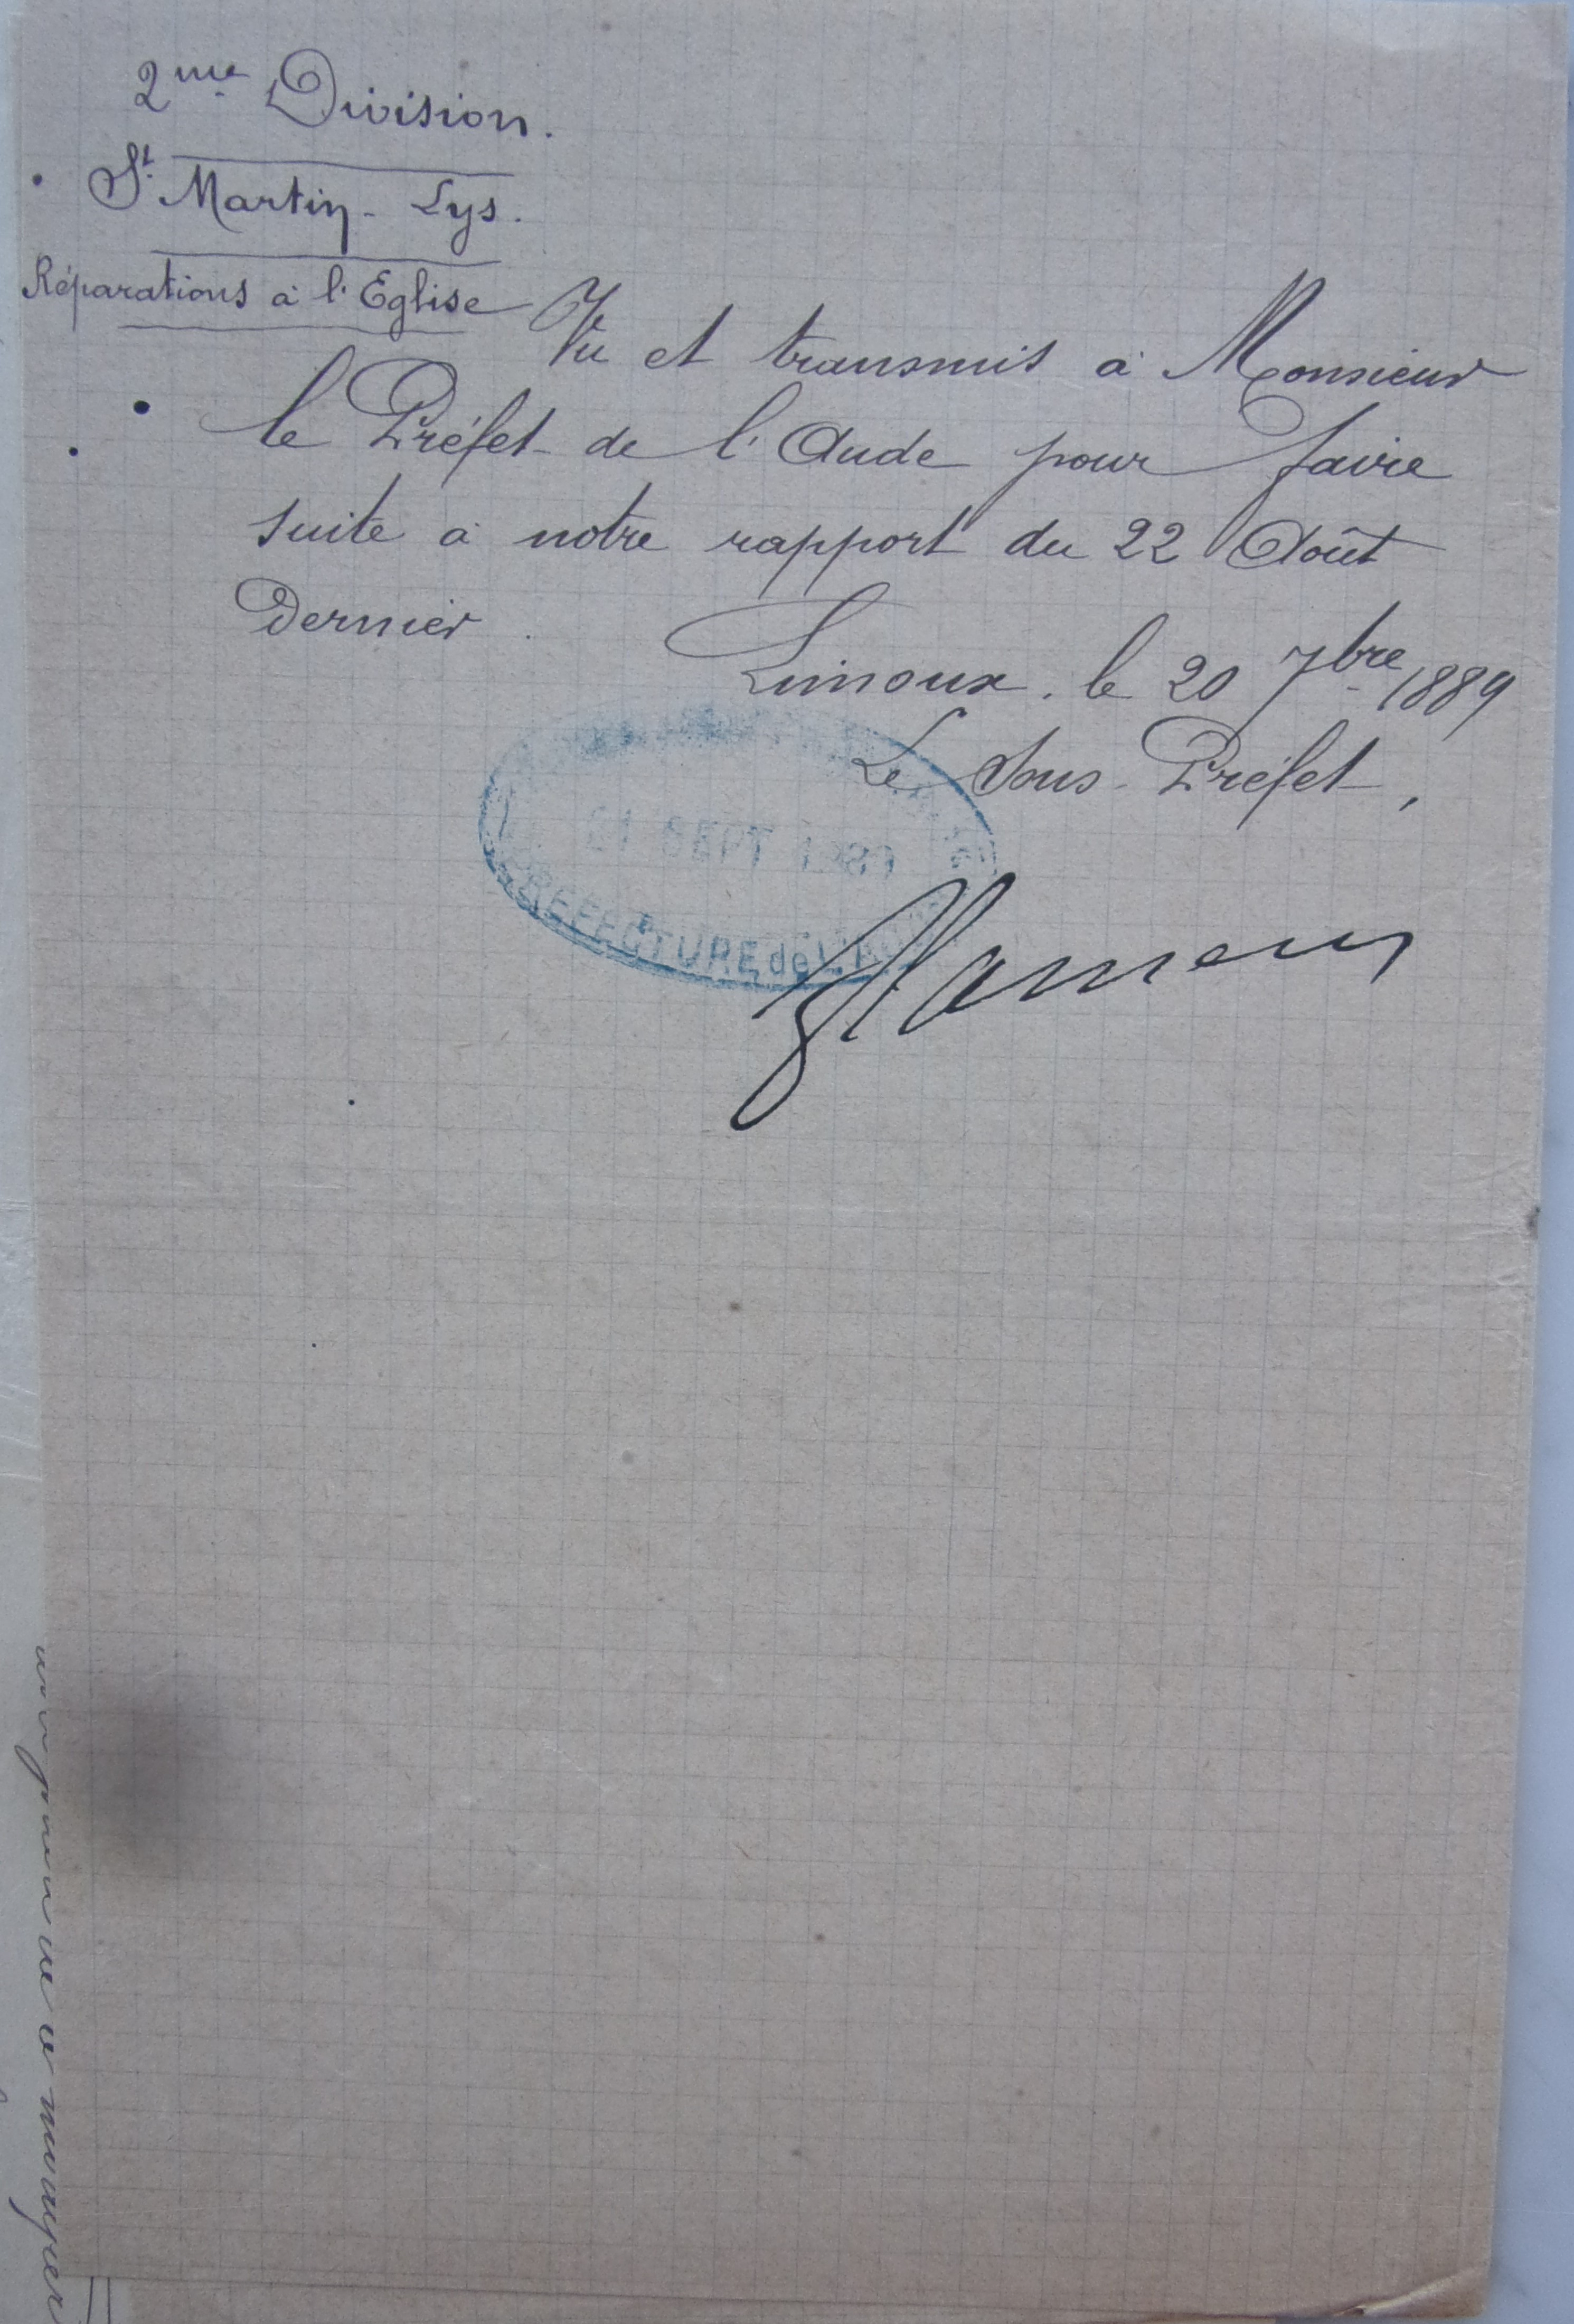 2me Division.
St Martin-Lys.
Réparations à l'Eglise
Vu et transmis à Monsieur
le Préfet de l'Aude pour faire
suite à notre rapport du 22 Août
Dernier.
Limoux, le 20 7bre 1889
Le Sous-Préfet,
21 SEPT 1889
PREFECTURE de L'AUDE